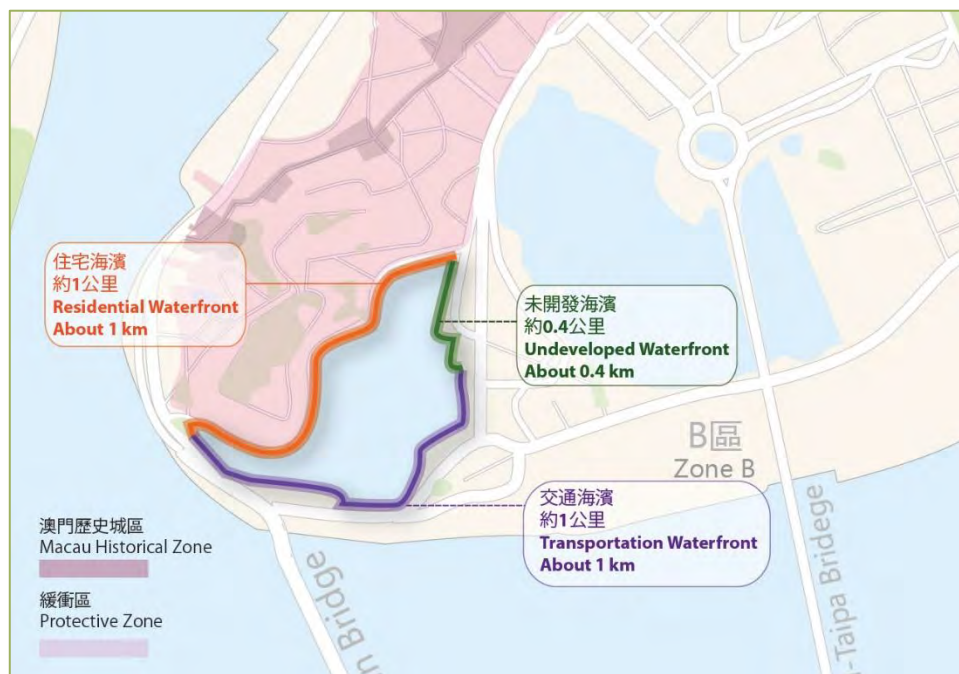 住宅海濱
約1公里
Residential Waterfront
About 1 km
未開發海濱
約0.4公里
Undeveloped Waterfront
About 0.4 km
B區
Zone B
交通海濱
約1公里
Transportation Waterfront
About 1 km
澳門歷史城區
Macau Historical Zone
緩衝區
Protective Zone
n Bridge
-Taipa Bridege